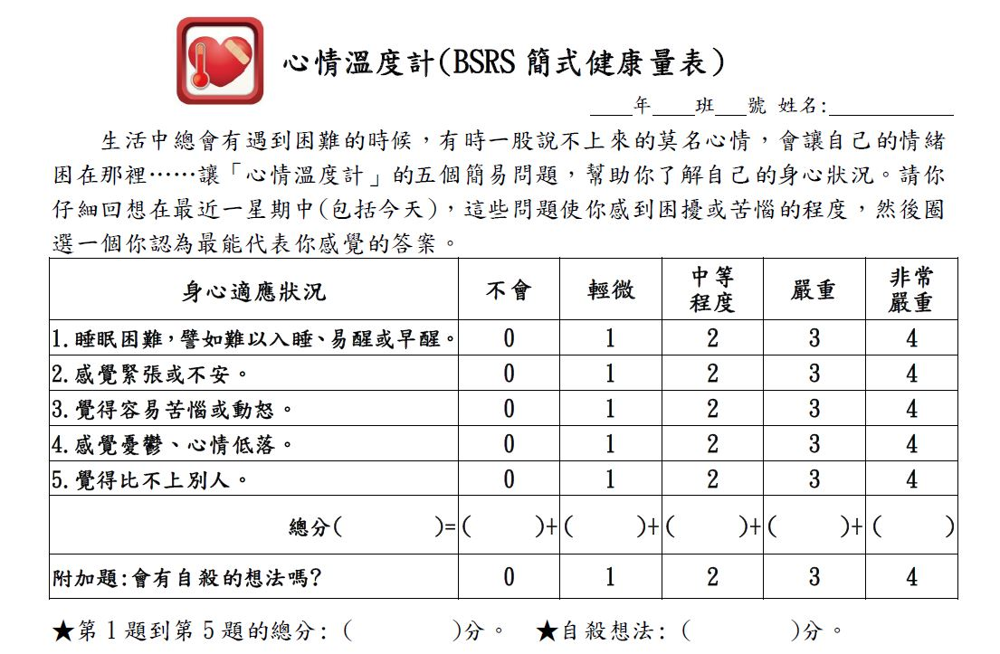 心情溫度計(BSRS 簡式健康量表)
____年____班___號 姓名:____________
生活中總會有遇到困難的時候，有時一股說不上來的莫名心情，會讓自己的情緒
困在那裡……讓「心情溫度計」的五個簡易問題，幫助你了解自己的身心狀況。請你
仔細回想在最近一星期中(包括今天)，這些問題使你感到困擾或苦惱的程度，然後圈
選一個你認為最能代表你感覺的答案。
身心適應狀況 不會 輕微 中等程度 嚴重 非常嚴重
1.睡眠困難，譬如難以入睡、易醒或早醒。 0 1 2 3 4
2.感覺緊張或不安。 0 1 2 3 4
3.覺得容易苦惱或動怒。 0 1 2 3 4
4.感覺憂鬱、心情低落。 0 1 2 3 4
5.覺得比不上別人。 0 1 2 3 4
總分( )=( )+( )+( )+( )+( )
附加題:會有自殺的想法嗎? 0 1 2 3 4
★第 1 題到第 5 題的總分: ( )分。 ★自殺想法: ( )分。